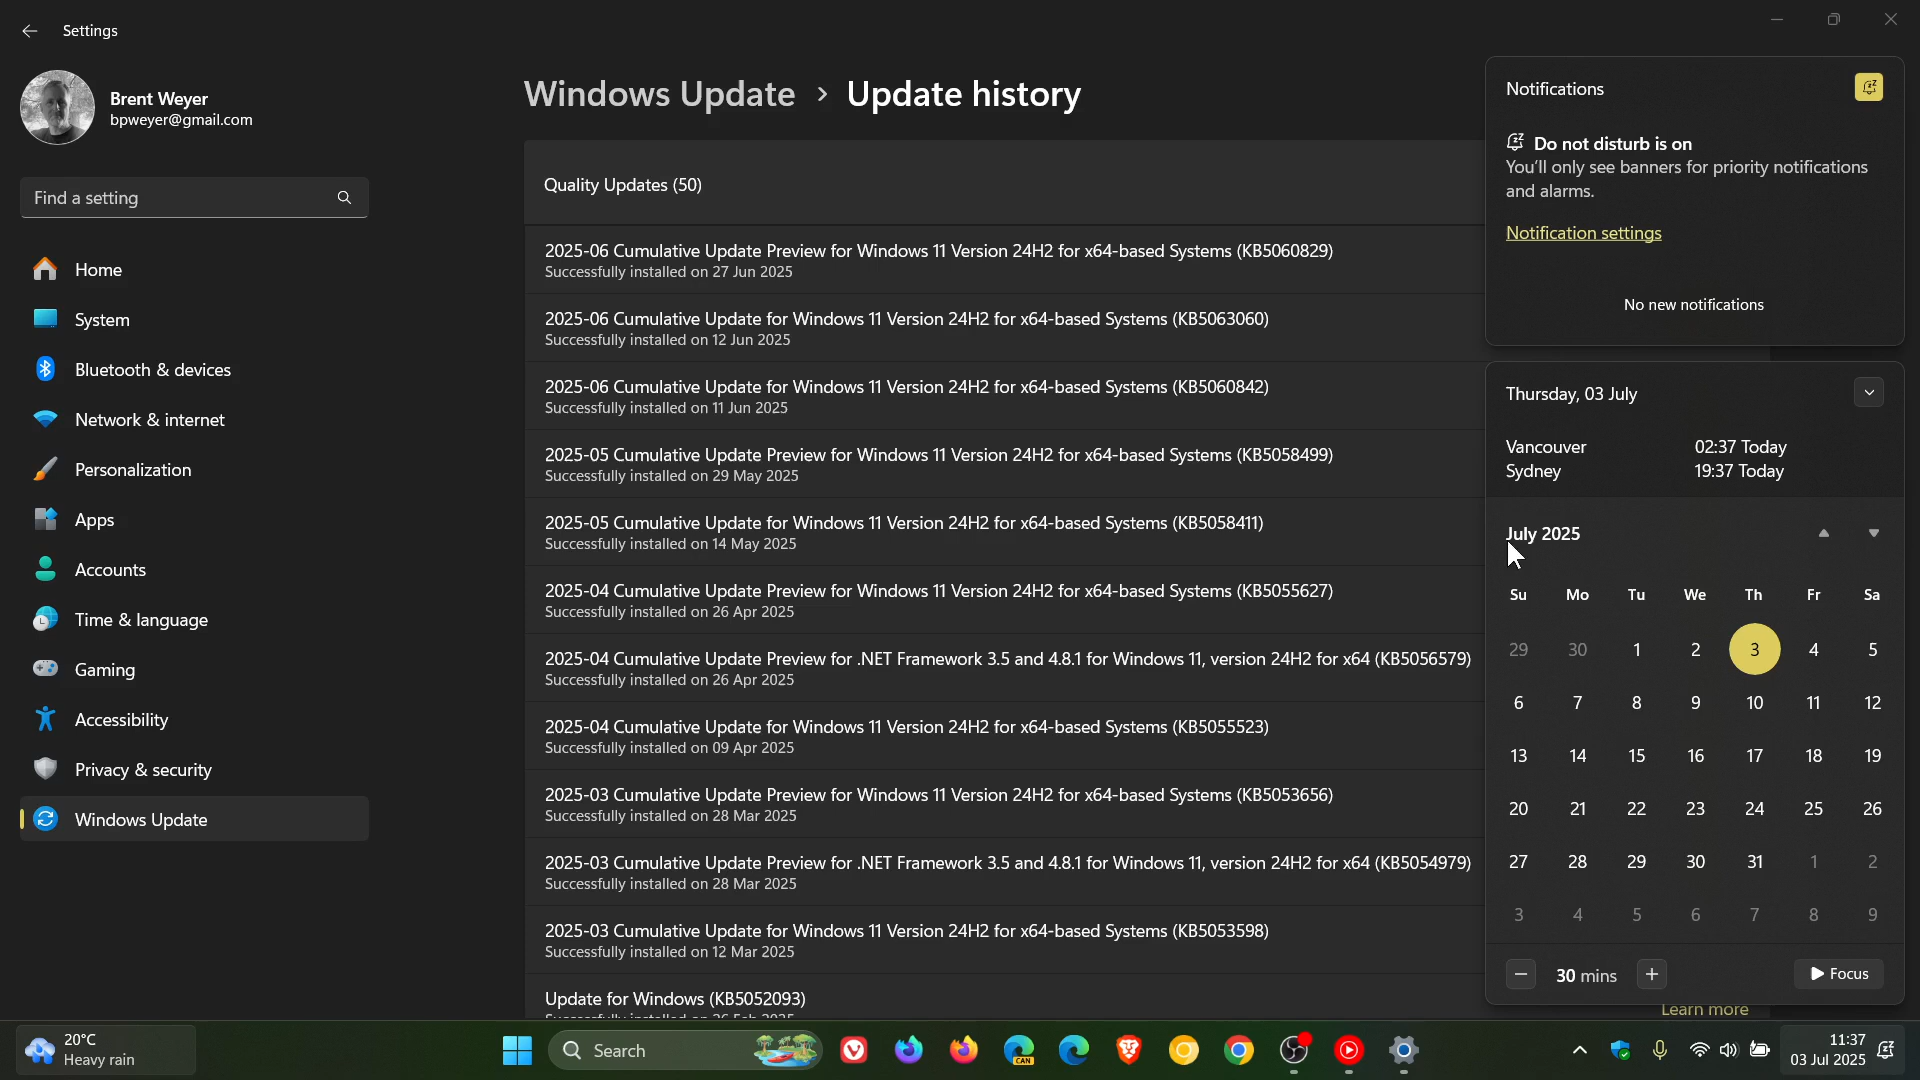 Settings
Brent Weyer
bpweyer@gmail.com
Find a setting
Home
System
Bluetooth & devices
Network & internet
Personalization
Apps
Accounts
Time & language
Gaming
Accessibility
Privacy & security
Windows Update
Windows Update > Update history
Quality Updates (50)
2025-06 Cumulative Update Preview for Windows 11 Version 24H2 for x64-based Systems (KB5060829)
Successfully installed on 27 Jun 2025
2025-06 Cumulative Update for Windows 11 Version 24H2 for x64-based Systems (KB5063060)
Successfully installed on 12 Jun 2025
2025-06 Cumulative Update for Windows 11 Version 24H2 for x64-based Systems (KB5060842)
Successfully installed on 11 Jun 2025
2025-05 Cumulative Update Preview for Windows 11 Version 24H2 for x64-based Systems (KB5058499)
Successfully installed on 29 May 2025
2025-05 Cumulative Update for Windows 11 Version 24H2 for x64-based Systems (KB5058411)
Successfully installed on 14 May 2025
2025-04 Cumulative Update Preview for Windows 11 Version 24H2 for x64-based Systems (KB5055627)
Successfully installed on 26 Apr 2025
2025-04 Cumulative Update Preview for .NET Framework 3.5 and 4.8.1 for Windows 11, version 24H2 for x64 (KB5056579)
Successfully installed on 26 Apr 2025
2025-04 Cumulative Update for Windows 11 Version 24H2 for x64-based Systems (KB5055523)
Successfully installed on 09 Apr 2025
2025-03 Cumulative Update Preview for Windows 11 Version 24H2 for x64-based Systems (KB5053656)
Successfully installed on 28 Mar 2025
2025-03 Cumulative Update Preview for .NET Framework 3.5 and 4.8.1 for Windows 11, version 24H2 for x64 (KB5054979)
Successfully installed on 28 Mar 2025
2025-03 Cumulative Update for Windows 11 Version 24H2 for x64-based Systems (KB5053598)
Successfully installed on 12 Mar 2025
Update for Windows (KB5052093)
Successfully installed on 26 Feb 2025
Notifications
Do not disturb is on
You'll only see banners for priority notifications
and alarms.
Notification settings
No new notifications
Thursday, 03 July
Vancouver 02:37 Today
Sydney 19:37 Today
July 2025
Su Mo Tu We Th Fr Sa
29 30 1 2 3 4 5
6 7 8 9 10 11 12
13 14 15 16 17 18 19
20 21 22 23 24 25 26
27 28 29 30 31 1 2
3 4 5 6 7 8 9
30 mins
Focus
Learn more
20°C
Heavy rain
Search
CAN
11:37
03 Jul 2025